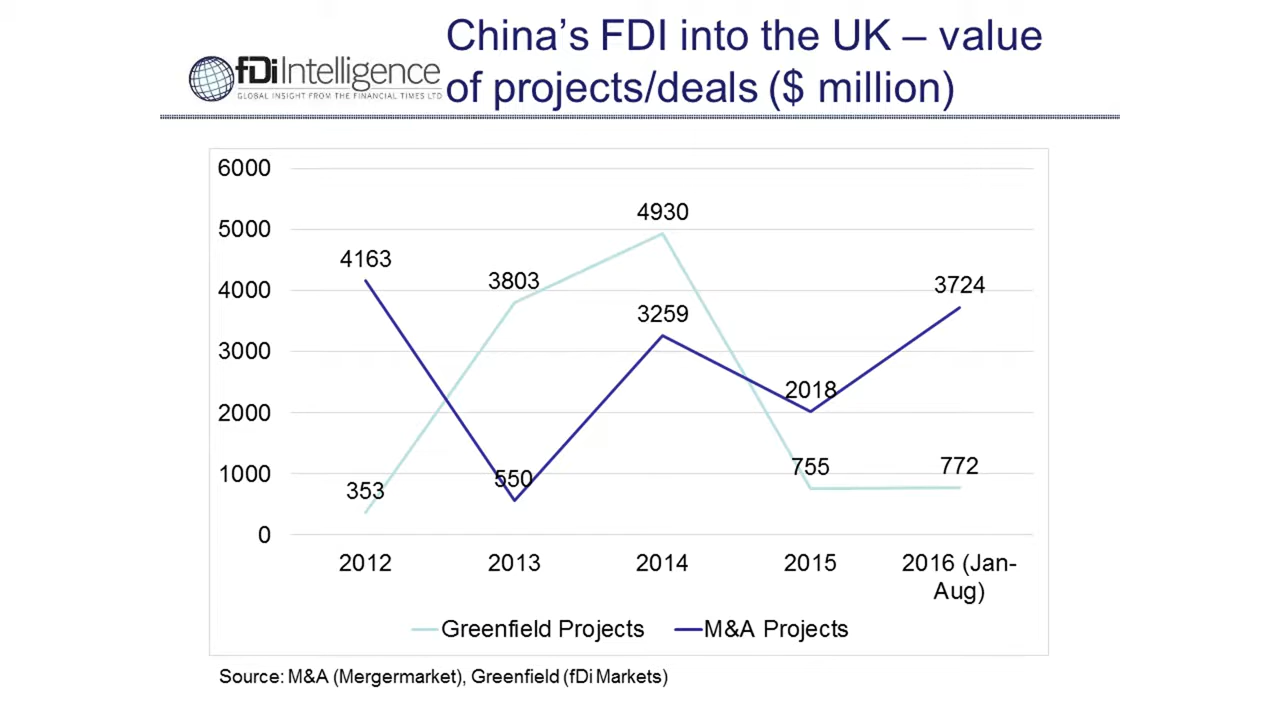 China's FDI into the UK – value
of projects/deals ($ million)
fDi Intelligence
GLOBAL INSIGHT FROM THE FINANCIAL TIMES LTD
6000
5000
4000
3000
2000
1000
0
4163
3803
4930
3259
3724
2018
353
550
755
772
2012 2013 2014 2015 2016 (Jan-
Aug)
Greenfield Projects M&A Projects
Source: M&A (Mergermarket), Greenfield (fDi Markets)